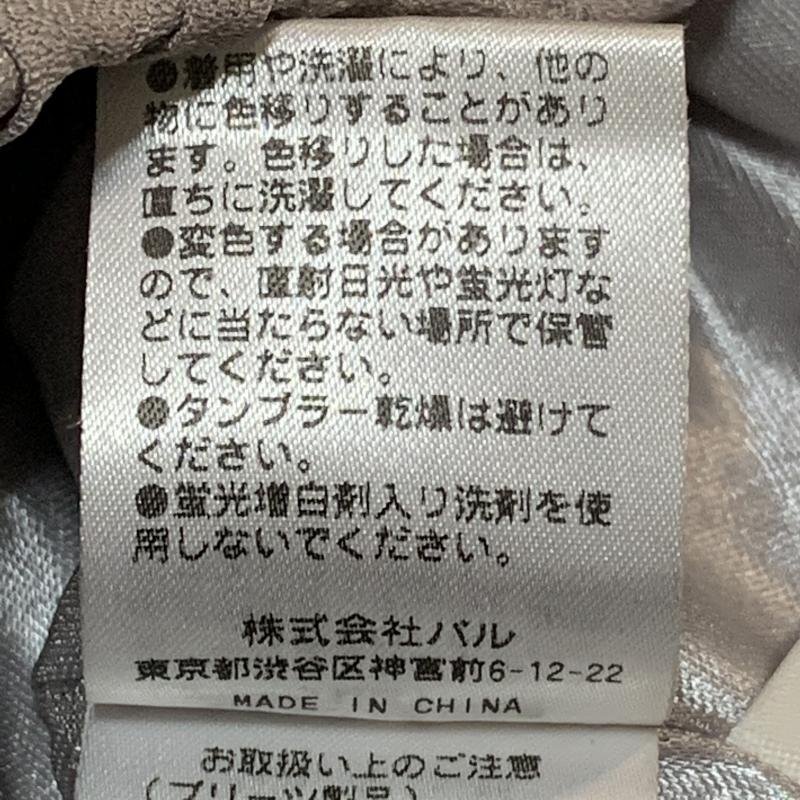 ●着用や洗濯により、他の
物に色移りすることがあり
ます。色移りした場合は、
直ちに洗濯してください。
●変色する場合があります
ので、直射日光や蛍光灯な
どに当たらない場所で保管
してください。
●タンブラー乾燥は避けて
ください。
●蛍光増白剤入り洗剤を使
用しないでください。
株式会社バル
東京都渋谷区神宮前6-12-22
MADE IN CHINA
お取扱い上のご注意
(プリーツ製品)